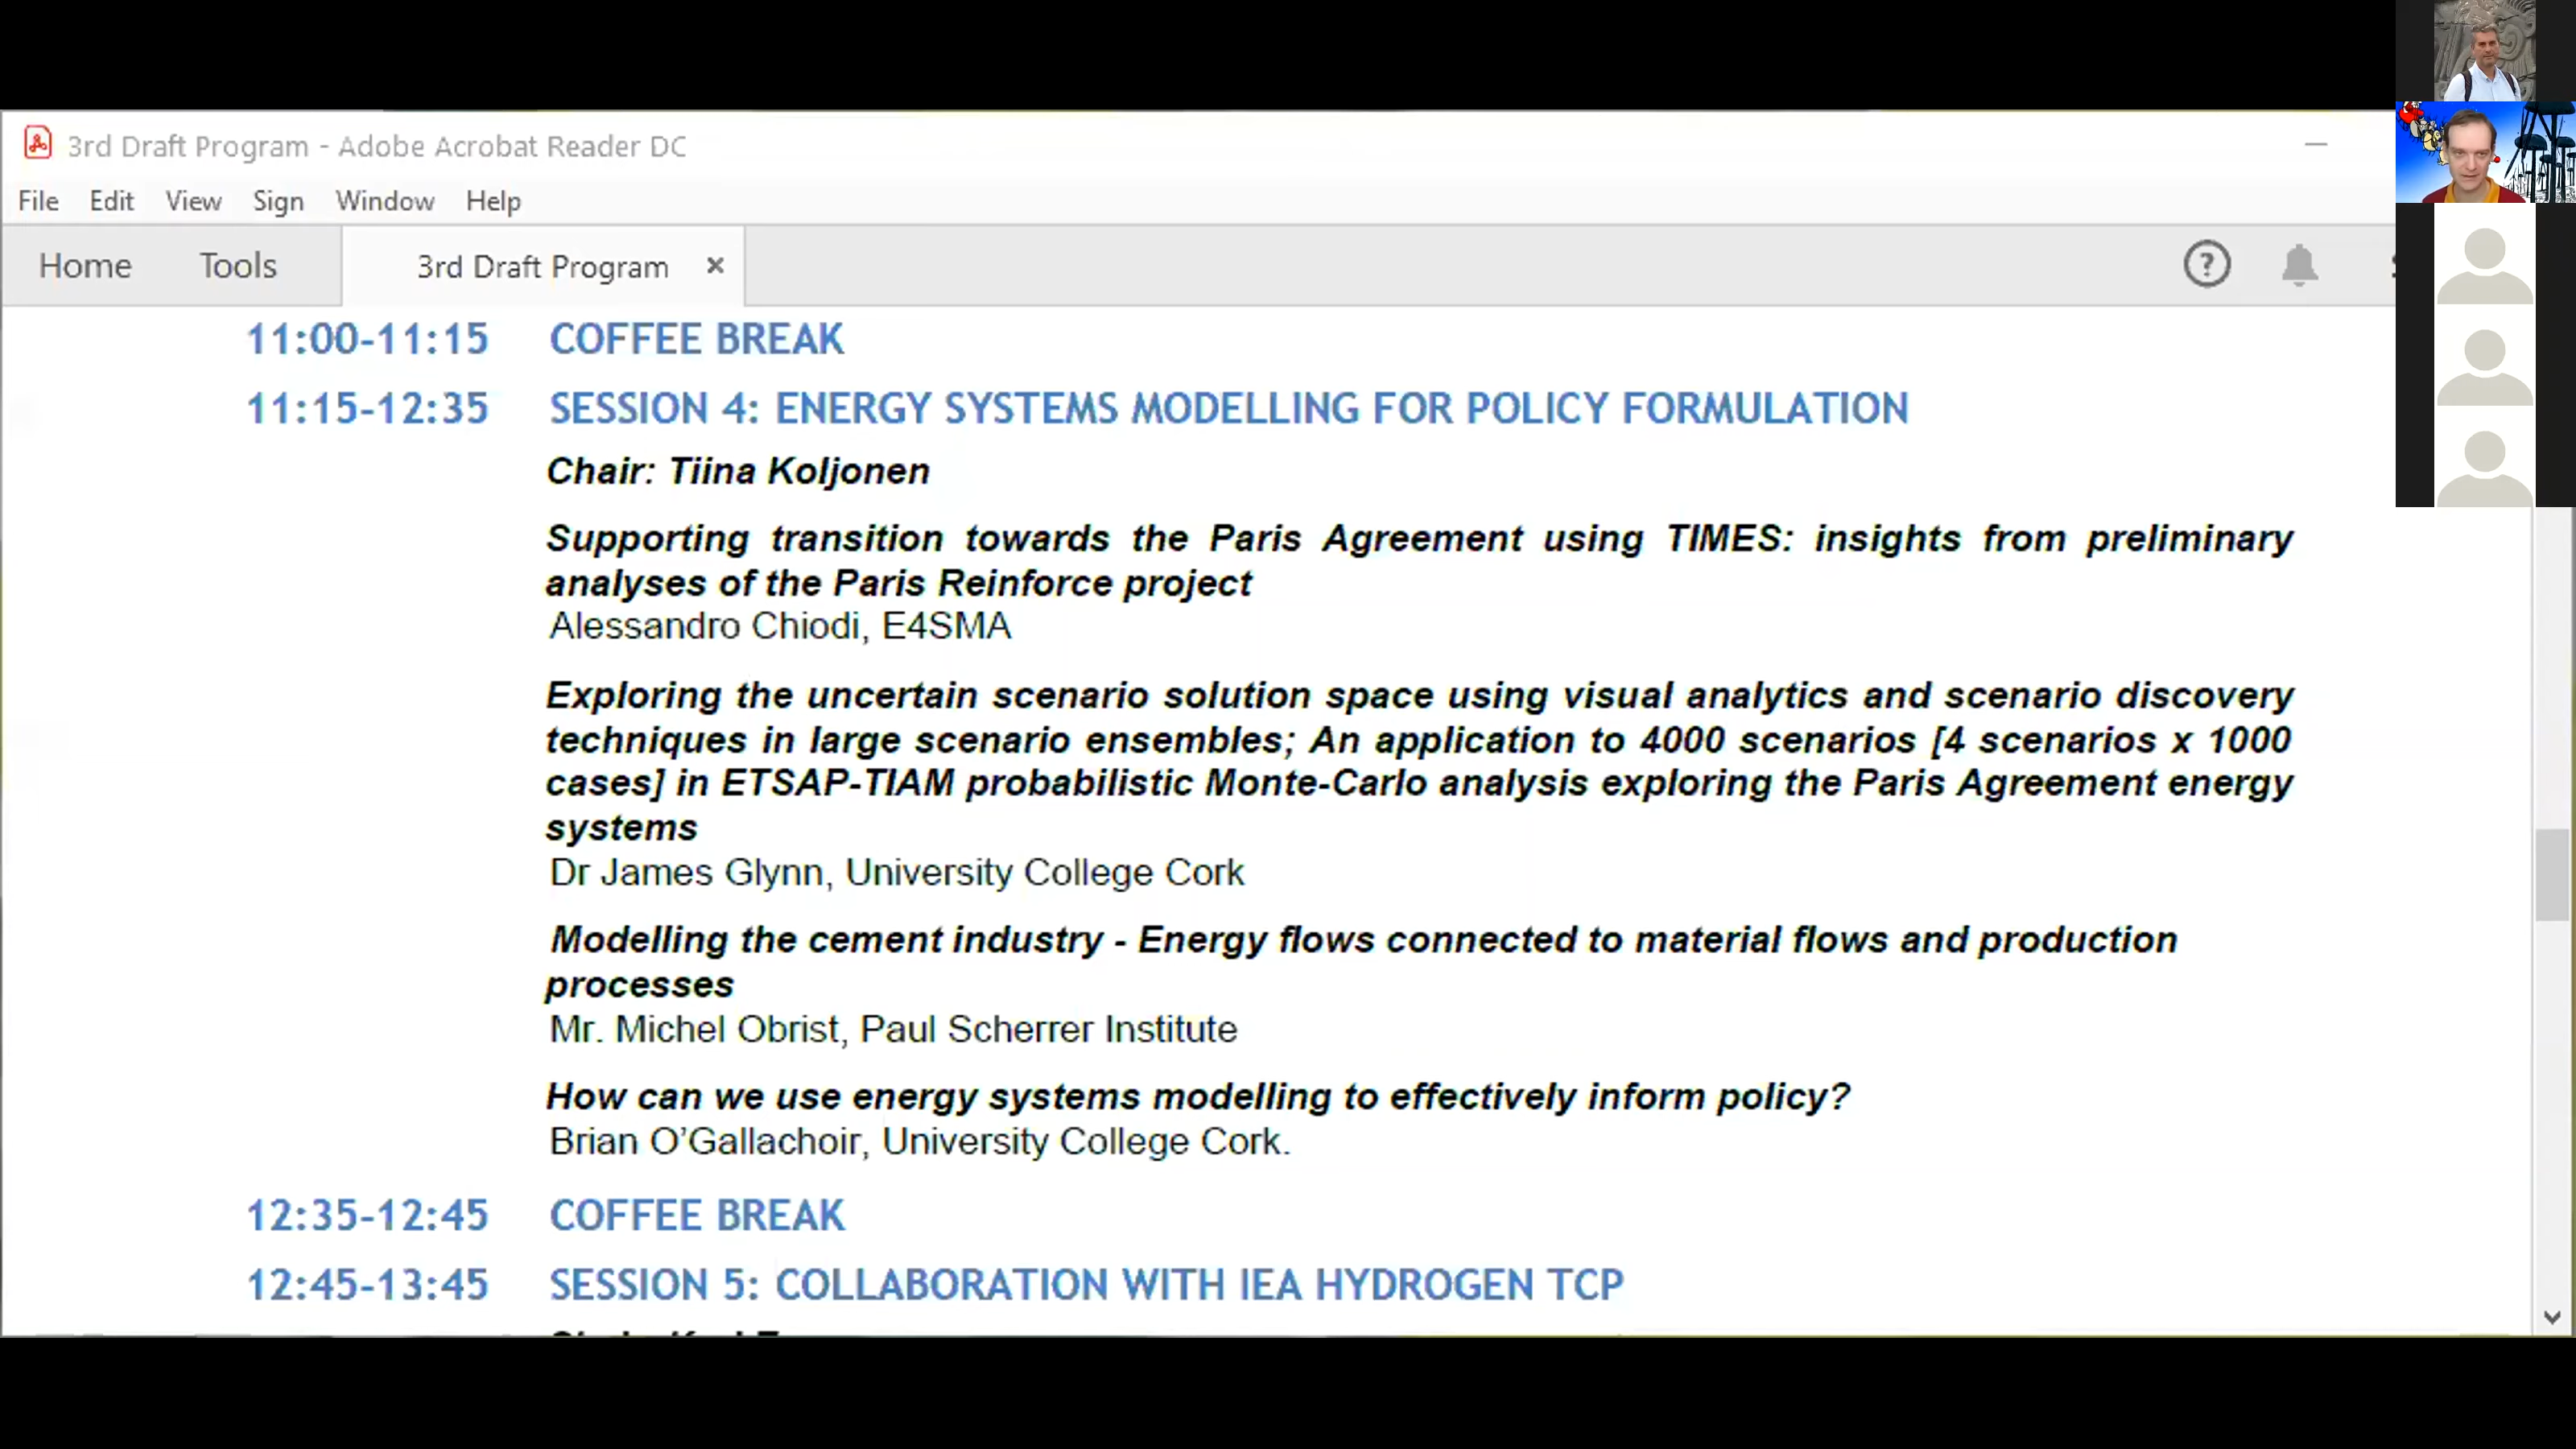 3rd Draft Program - Adobe Acrobat Reader DC
File Edit View Sign Window Help
Home Tools 3rd Draft Program ×
11:00-11:15 COFFEE BREAK
11:15-12:35 SESSION 4: ENERGY SYSTEMS MODELLING FOR POLICY FORMULATION
Chair: Tiina Koljonen
Supporting transition towards the Paris Agreement using TIMES: insights from preliminary
analyses of the Paris Reinforce project
Alessandro Chiodi, E4SMA
Exploring the uncertain scenario solution space using visual analytics and scenario discovery
techniques in large scenario ensembles; An application to 4000 scenarios [4 scenarios x 1000
cases] in ETSAP-TIAM probabilistic Monte-Carlo analysis exploring the Paris Agreement energy
systems
Dr James Glynn, University College Cork
Modelling the cement industry - Energy flows connected to material flows and production
processes
Mr. Michel Obrist, Paul Scherrer Institute
How can we use energy systems modelling to effectively inform policy?
Brian O’Gallachoir, University College Cork.
12:35-12:45 COFFEE BREAK
12:45-13:45 SESSION 5: COLLABORATION WITH IEA HYDROGEN TCP